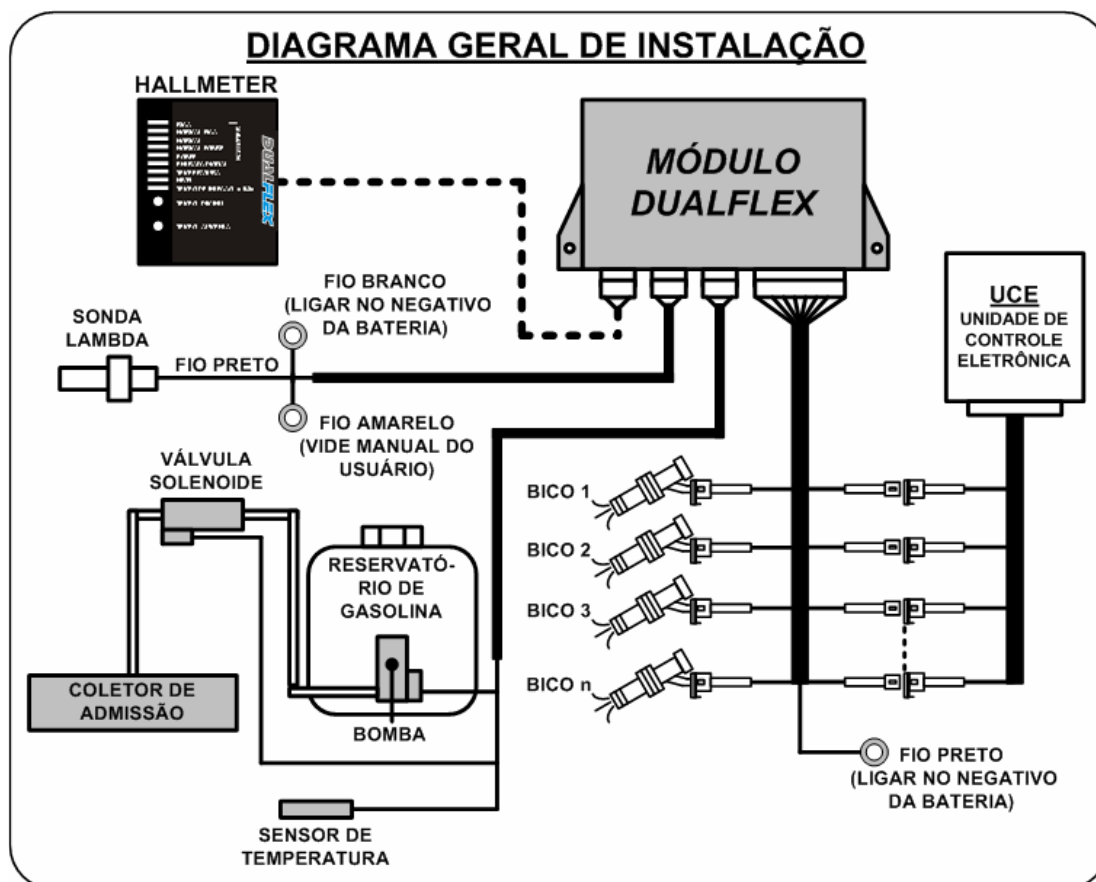 DIAGRAMA GERAL DE INSTALAÇÃO
HALLMETER
DUALFLEX
MÓDULO
DUALFLEX
FIO BRANCO
(LIGAR NO NEGATIVO
DA BATERIA)
SONDA
LAMBDA
FIO PRETO
FIO AMARELO
(VIDE MANUAL DO
USUÁRIO)
UCE
UNIDADE DE
CONTROLE
ELETRÔNICA
VÁLVULA
SOLENOIDE
RESERVATÓ-
RIO DE
GASOLINA
BICO 1
BICO 2
BICO 3
BICO n
COLETOR DE
ADMISSÃO
BOMBA
FIO PRETO
(LIGAR NO NEGATIVO
DA BATERIA)
SENSOR DE
TEMPERATURA